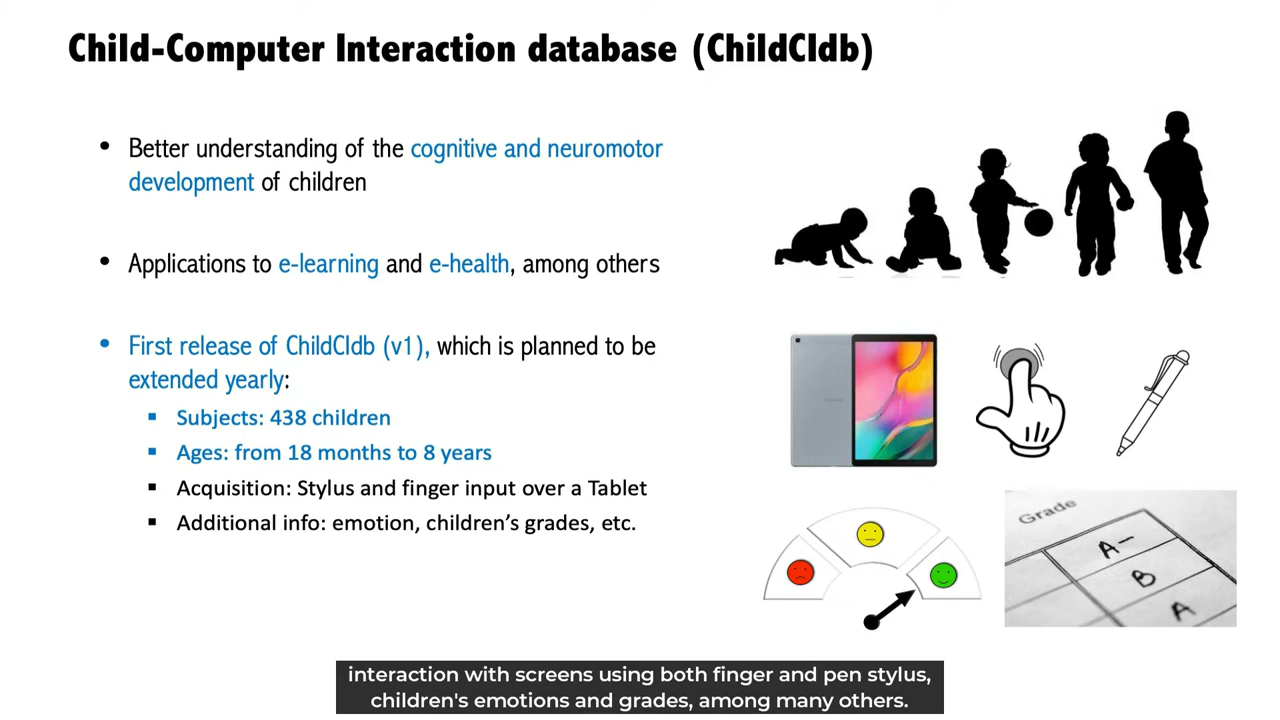 Child-Computer Interaction database (ChildCIdb)
• Better understanding of the cognitive and neuromotor
development of children
• Applications to e-learning and e-health, among others
• First release of ChildCIdb (v1), which is planned to be
extended yearly:
▪ Subjects: 438 children
▪ Ages: from 18 months to 8 years
▪ Acquisition: Stylus and finger input over a Tablet
▪ Additional info: emotion, children's grades, etc.
Grade
A-
B
A
interaction with screens using both finger and pen stylus,
children's emotions and grades, among many others.